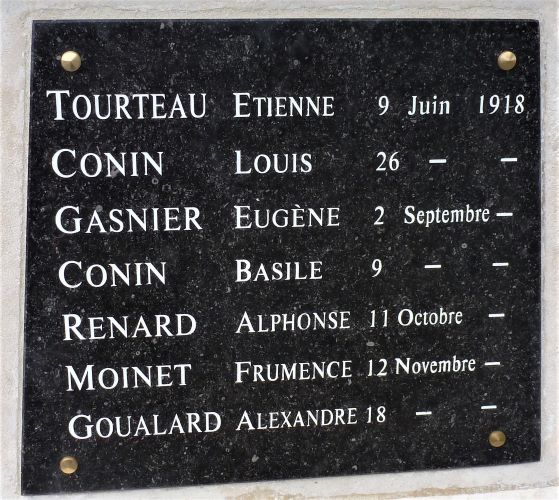 TOURTEAU ETIENNE 9 Juin 1918
CONIN LOUIS 26 — —
GASNIER EUGÈNE 2 Septembre —
CONIN BASILE 9 — —
RENARD ALPHONSE 11 Octobre —
MOINET FRUMENCE 12 Novembre —
GOUALARD ALEXANDRE 18 — —